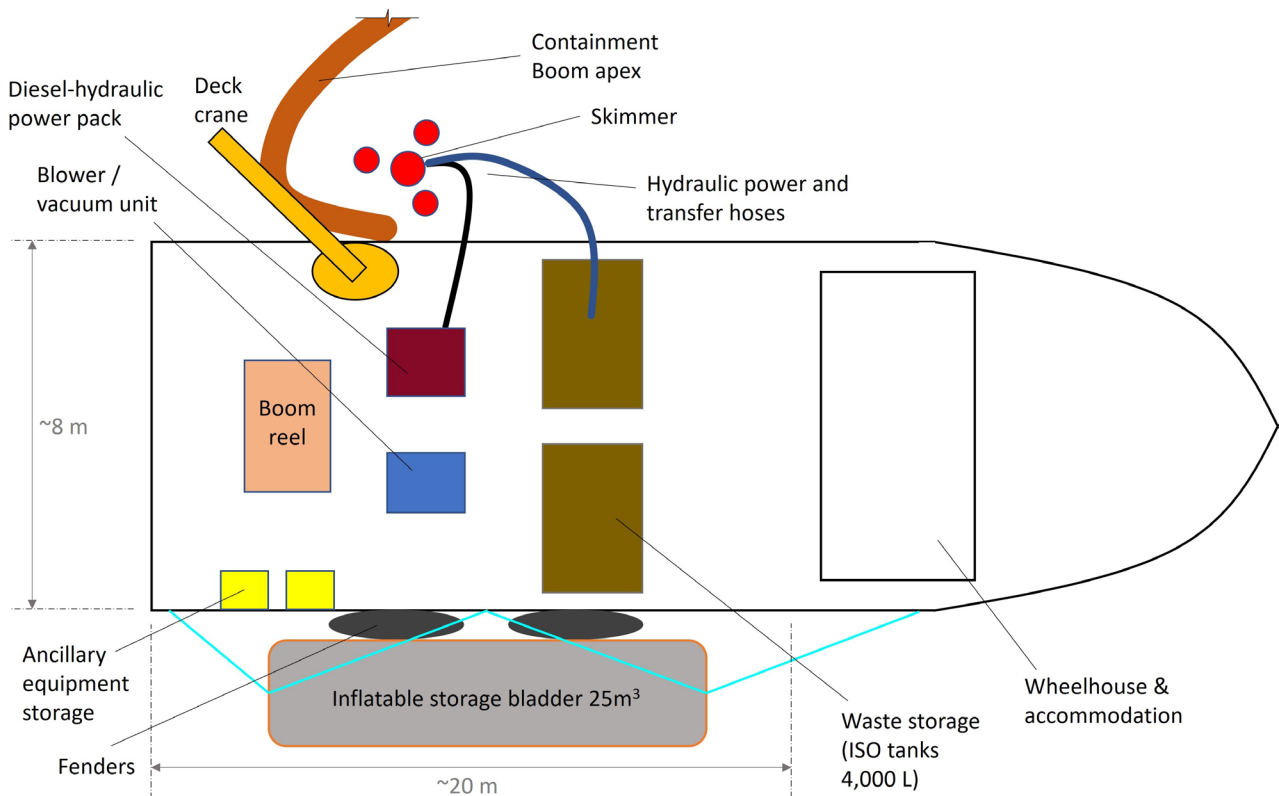 Containment
Boom apex
Diesel-hydraulic
power pack
Deck
crane
Skimmer
Blower /
vacuum unit
Hydraulic power and
transfer hoses
~8 m
Boom
reel
Ancillary
equipment
storage
Inflatable storage bladder 25m³
Wheelhouse &
accommodation
Waste storage
(ISO tanks
4,000 L)
Fenders
~20 m